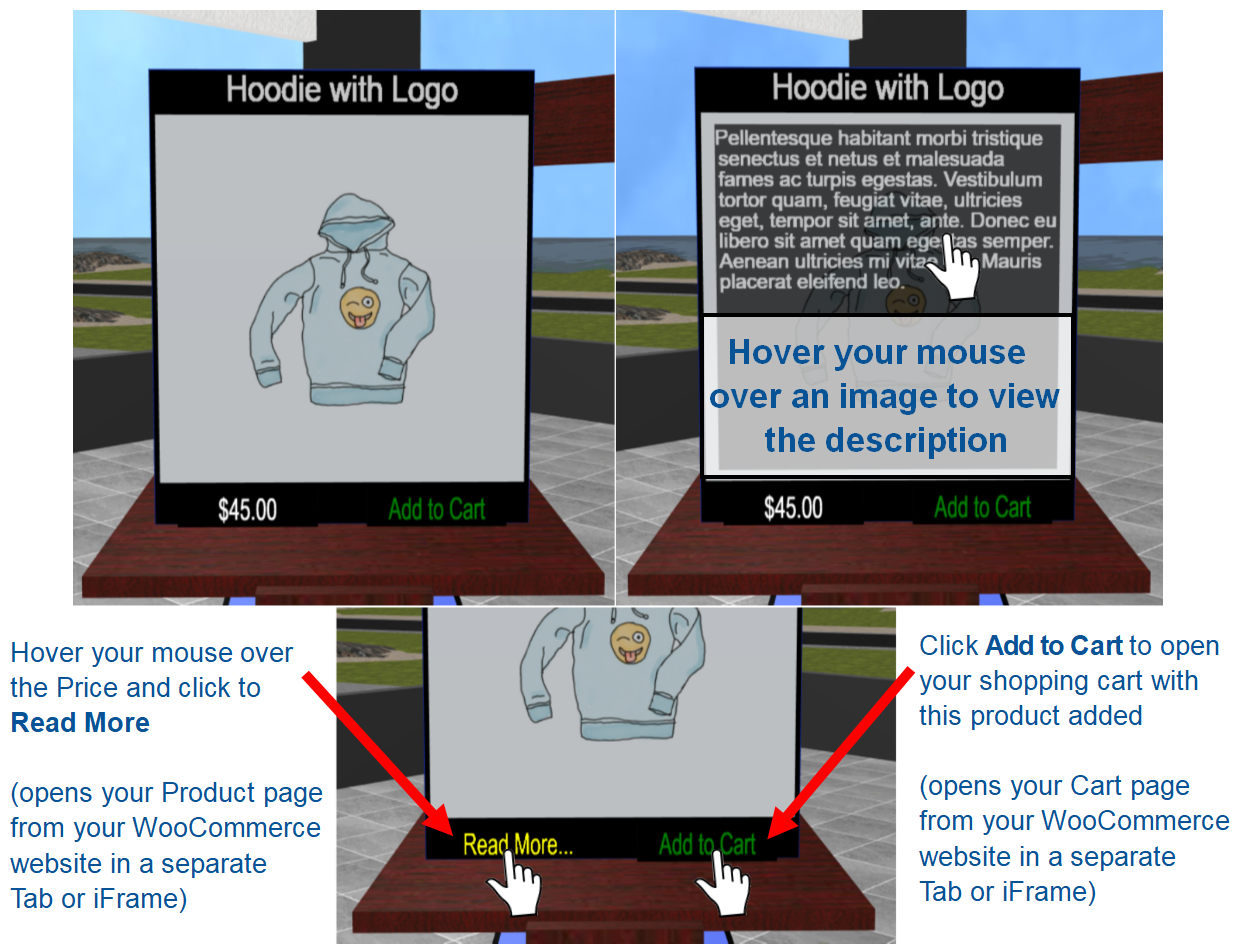 Hoodie with Logo
$45.00
Add to Cart
Hoodie with Logo
Pellentesque habitant morbi tristique
senectus et netus et malesuada
fames ac turpis egestas. Vestibulum
tortor quam, feugiat vitae, ultricies
eget, tempor sit amet, ante. Donec eu
libero sit amet quam egestas semper.
Aenean ultricies mi vitae Mauris
placerat eleifend leo.
Hover your mouse
over an image to view
the description
$45.00
Add to Cart
Hover your mouse over
the Price and click to
Read More
(opens your Product page
from your WooCommerce
website in a separate
Tab or iFrame)
Read More...
Add to Cart
Click Add to Cart to open
your shopping cart with
this product added
(opens your Cart page
from your WooCommerce
website in a separate
Tab or iFrame)